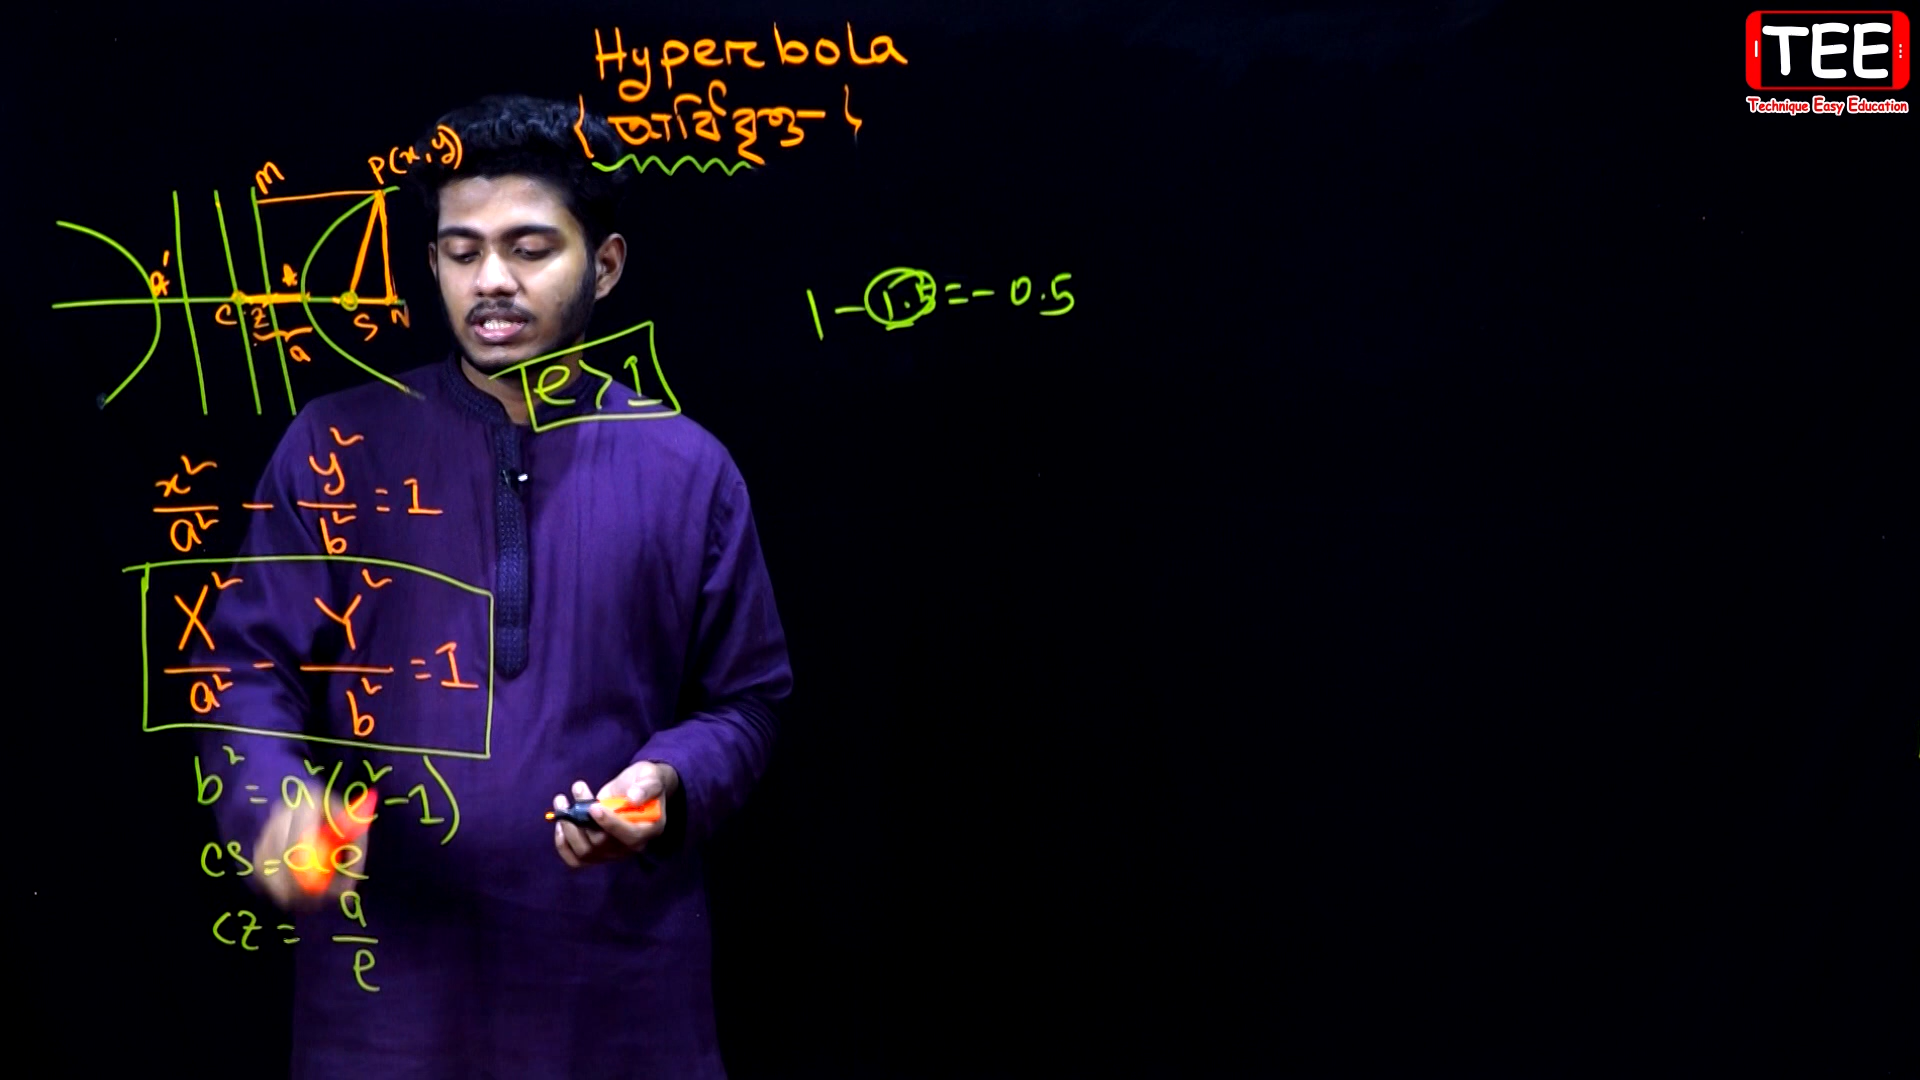 Hyperbola
{ অধিবৃত্ত }
TEE
Technique Easy Education
P(x, y)
M
A'
A
C
Z
S
N
a
1 - 1.5 = - 0.5
e > 1
x²/a² - y²/b² = 1
X²/a² - Y²/b² = 1
b² = a²(e² - 1)
CS = ae
CZ = a/e